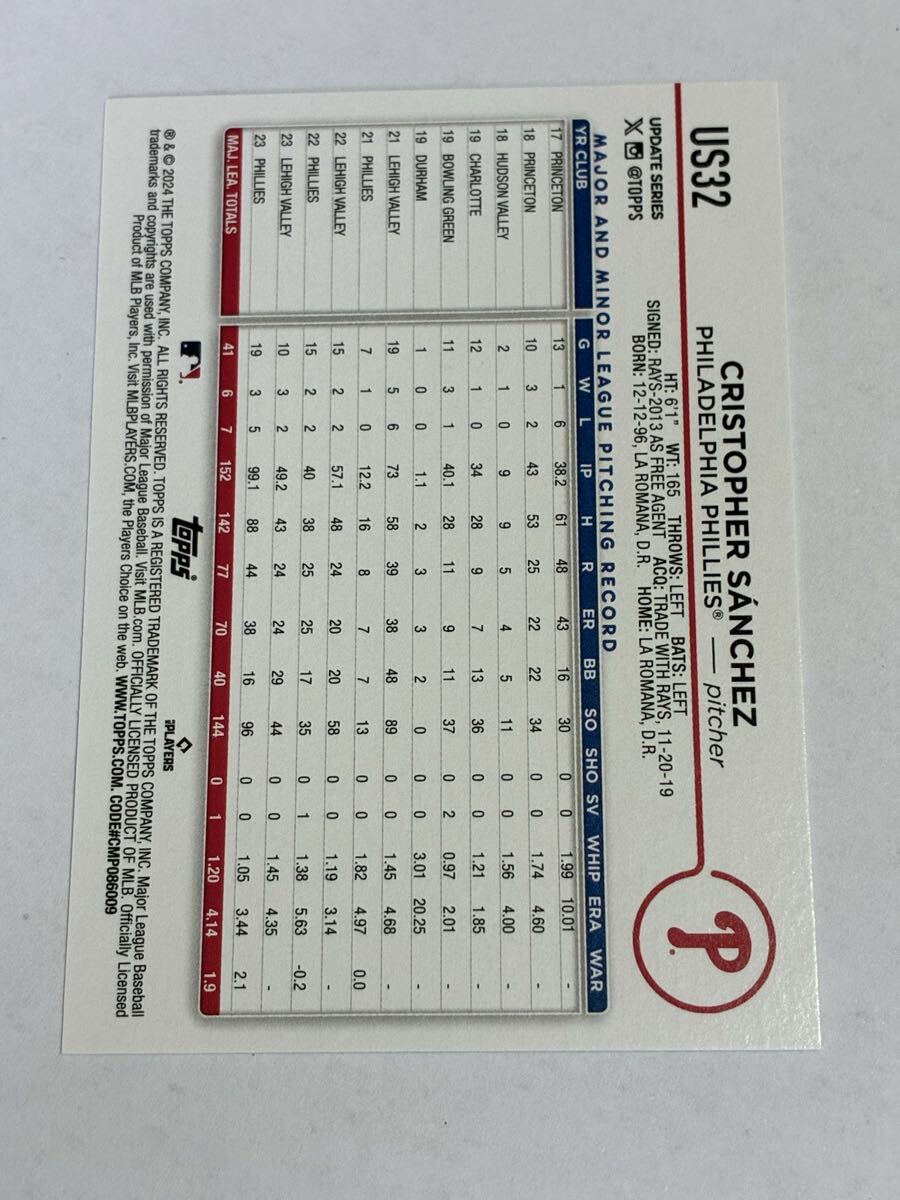 US32
CRISTOPHER SÁNCHEZ
PHILADELPHIA PHILLIES® — pitcher
P
UPDATE SERIES
X @TOPPS
HT: 6'1" WT: 165 THROWS: LEFT BATS: LEFT
SIGNED: RAYS-2013 AS FREE AGENT ACQ: TRADE WITH RAYS, 11-20-19
BORN: 12-12-96, LA ROMANA, D.R. HOME: LA ROMANA, D.R.
MAJOR AND MINOR LEAGUE PITCHING RECORD
YR CLUB G W L IP H R ER BB SO SHO SV WHIP ERA WAR
17 PRINCETON 13 1 6 38.2 61 48 43 16 30 0 0 1.99 10.01 -
18 PRINCETON 10 3 2 43 53 25 22 22 34 0 0 1.74 4.60 -
18 HUDSON VALLEY 2 1 0 9 9 5 4 5 11 0 0 1.56 4.00 -
19 CHARLOTTE 12 1 0 34 28 9 7 13 36 0 0 1.21 1.85 -
19 BOWLING GREEN 11 3 1 40.1 28 11 9 11 37 0 2 0.97 2.01 -
19 DURHAM 1 0 0 1.1 2 3 3 2 0 0 0 3.01 20.25 -
21 LEHIGH VALLEY 19 5 6 73 58 39 38 48 89 0 0 1.45 4.68 -
21 PHILLIES 7 1 0 12.2 16 8 7 7 13 0 0 1.82 4.97 0.0
22 LEHIGH VALLEY 15 2 2 57.1 48 24 20 20 58 0 0 1.19 3.14 -
22 PHILLIES 15 2 2 40 38 25 25 17 35 0 1 1.38 5.63 -0.2
23 LEHIGH VALLEY 10 3 2 49.2 43 24 24 29 44 0 0 1.45 4.35 -
23 PHILLIES 19 3 5 99.1 88 44 38 16 96 0 0 1.05 3.44 2.1
MAJ. LEA. TOTALS 41 6 7 152 142 77 70 40 144 0 1 1.20 4.14 1.9
topps
PLAYERS
® & © 2024 THE TOPPS COMPANY, INC. ALL RIGHTS RESERVED. TOPPS IS A REGISTERED TRADEMARK OF THE TOPPS COMPANY, INC. Major League Baseball
trademarks and copyrights are used with permission of Major League Baseball. Visit MLB.com. OFFICIALLY LICENSED PRODUCT OF MLB. Officially Licensed
Product of MLB Players, Inc. Visit MLBPLAYERS.COM, the Players Choice on the web. WWW.TOPPS.COM. CODE#CMP086009